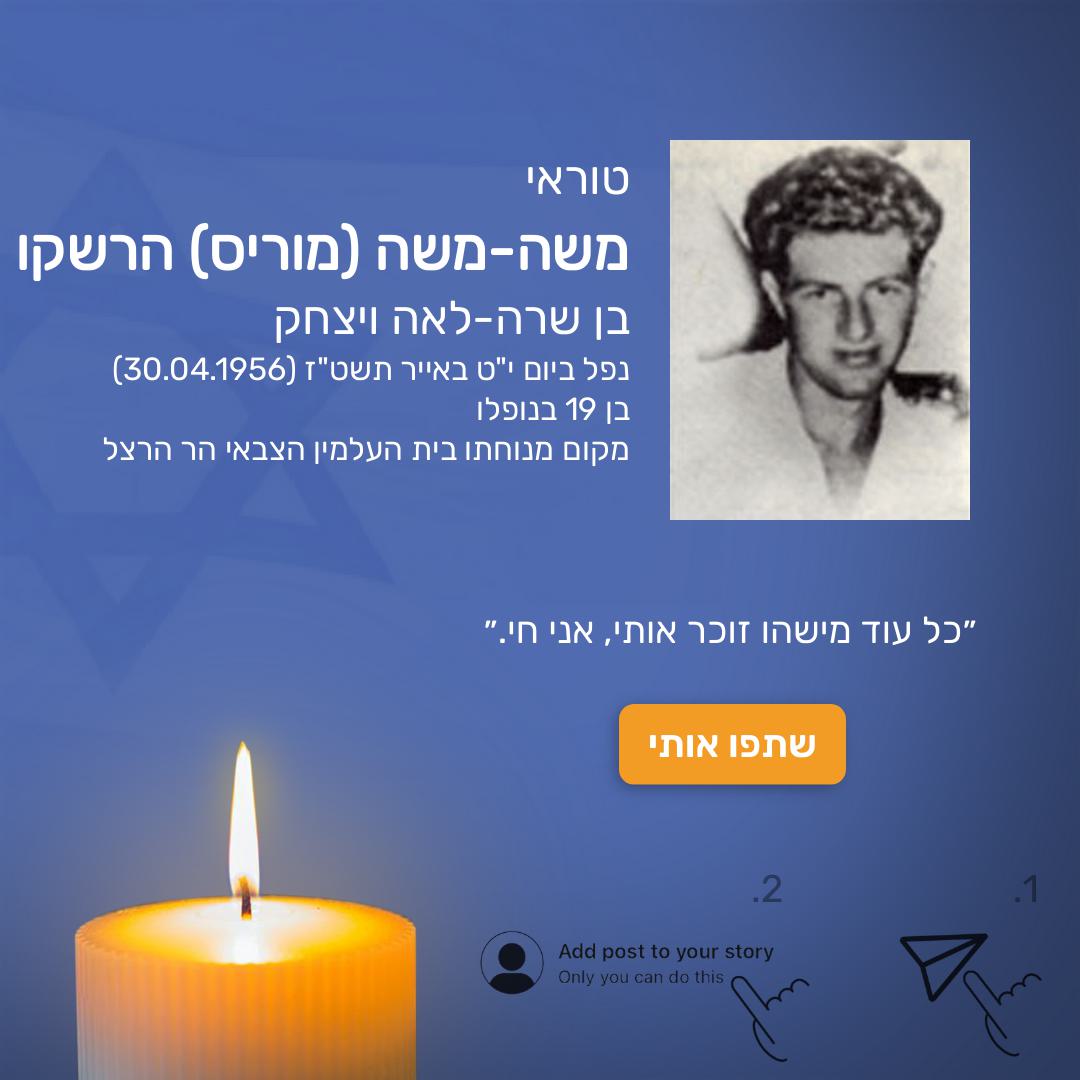 טוראי
משה-משה (מוריס) הרשקו
בן שרה-לאה ויצחק
נפל ביום י"ט באייר תשט"ז (30.04.1956)
בן 19 בנופלו
מקום מנוחתו בית העלמין הצבאי הר הרצל
״כל עוד מישהו זוכר אותי, אני חי.״
שתפו אותי
.1
.2
Add post to your story
Only you can do this